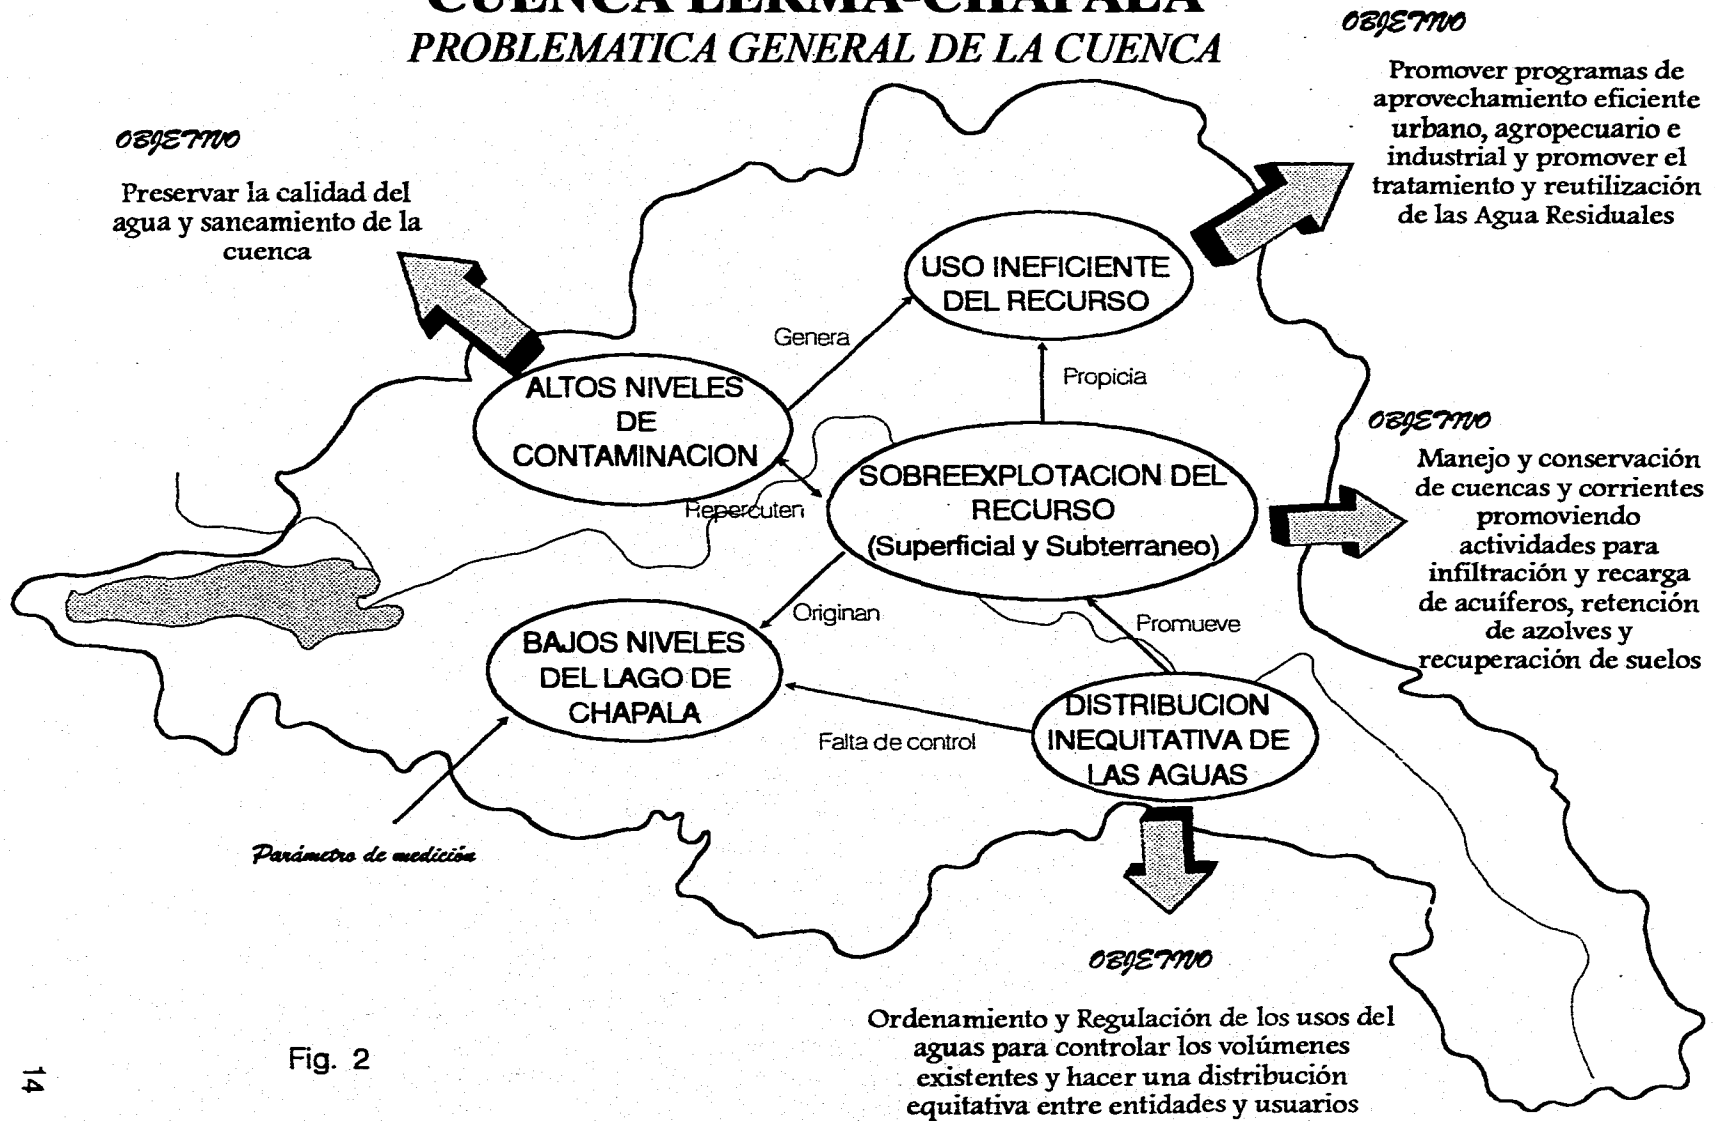 CUENCA LERMA-CHAPALA
PROBLEMATICA GENERAL DE LA CUENCA
OBJETIVO
Promover programas de
aprovechamiento eficiente
urbano, agropecuario e
industrial y promover el
tratamiento y reutilización
de las Agua Residuales
OBJETIVO
Preservar la calidad del
agua y saneamiento de la
cuenca
USO INEFICIENTE
DEL RECURSO
Genera
Propicia
ALTOS NIVELES
DE
CONTAMINACION
OBJETIVO
Manejo y conservación
de cuencas y corrientes
promoviendo
actividades para
infiltración y recarga
de acuíferos, retención
de azolves y
recuperación de suelos
SOBREEXPLOTACION DEL
RECURSO
(Superficial y Subterraneo)
Repercuten
Originan
Promueve
BAJOS NIVELES
DEL LAGO DE
CHAPALA
DISTRIBUCION
INEQUITATIVA DE
LAS AGUAS
Falta de control
Parámetro de medición
OBJETIVO
Ordenamiento y Regulación de los usos del
aguas para controlar los volúmenes
existentes y hacer una distribución
equitativa entre entidades y usuarios
Fig. 2
14